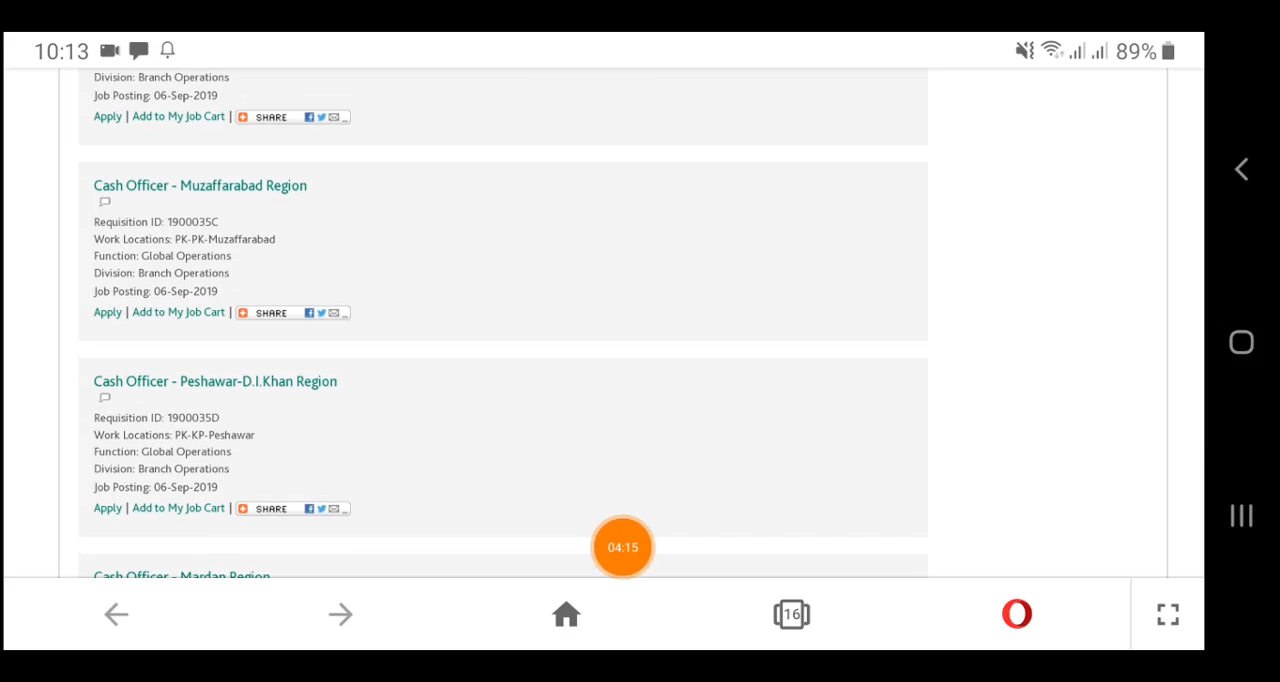 10:13
89%
Division: Branch Operations
Job Posting: 06-Sep-2019
Apply | Add to My Job Cart | SHARE
Cash Officer - Muzaffarabad Region
Requisition ID: 1900035C
Work Locations: PK-PK-Muzaffarabad
Function: Global Operations
Division: Branch Operations
Job Posting: 06-Sep-2019
Apply | Add to My Job Cart | SHARE
Cash Officer - Peshawar-D.I.Khan Region
Requisition ID: 1900035D
Work Locations: PK-KP-Peshawar
Function: Global Operations
Division: Branch Operations
Job Posting: 06-Sep-2019
Apply | Add to My Job Cart | SHARE
04:15
Cash Officer - Mardan Region
16